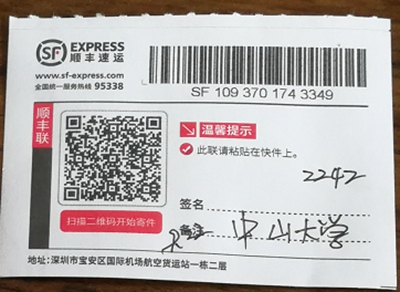 SF EXPRESS
顺丰速运
www.sf-express.com
全国统一服务热线 95338
SF 109 370 174 3349
顺丰联
温馨提示
此联请粘贴在快件上。
2242
签名
备注 中山大学
扫描二维码开始寄件
地址:深圳市宝安区国际机场航空货运站一栋二层